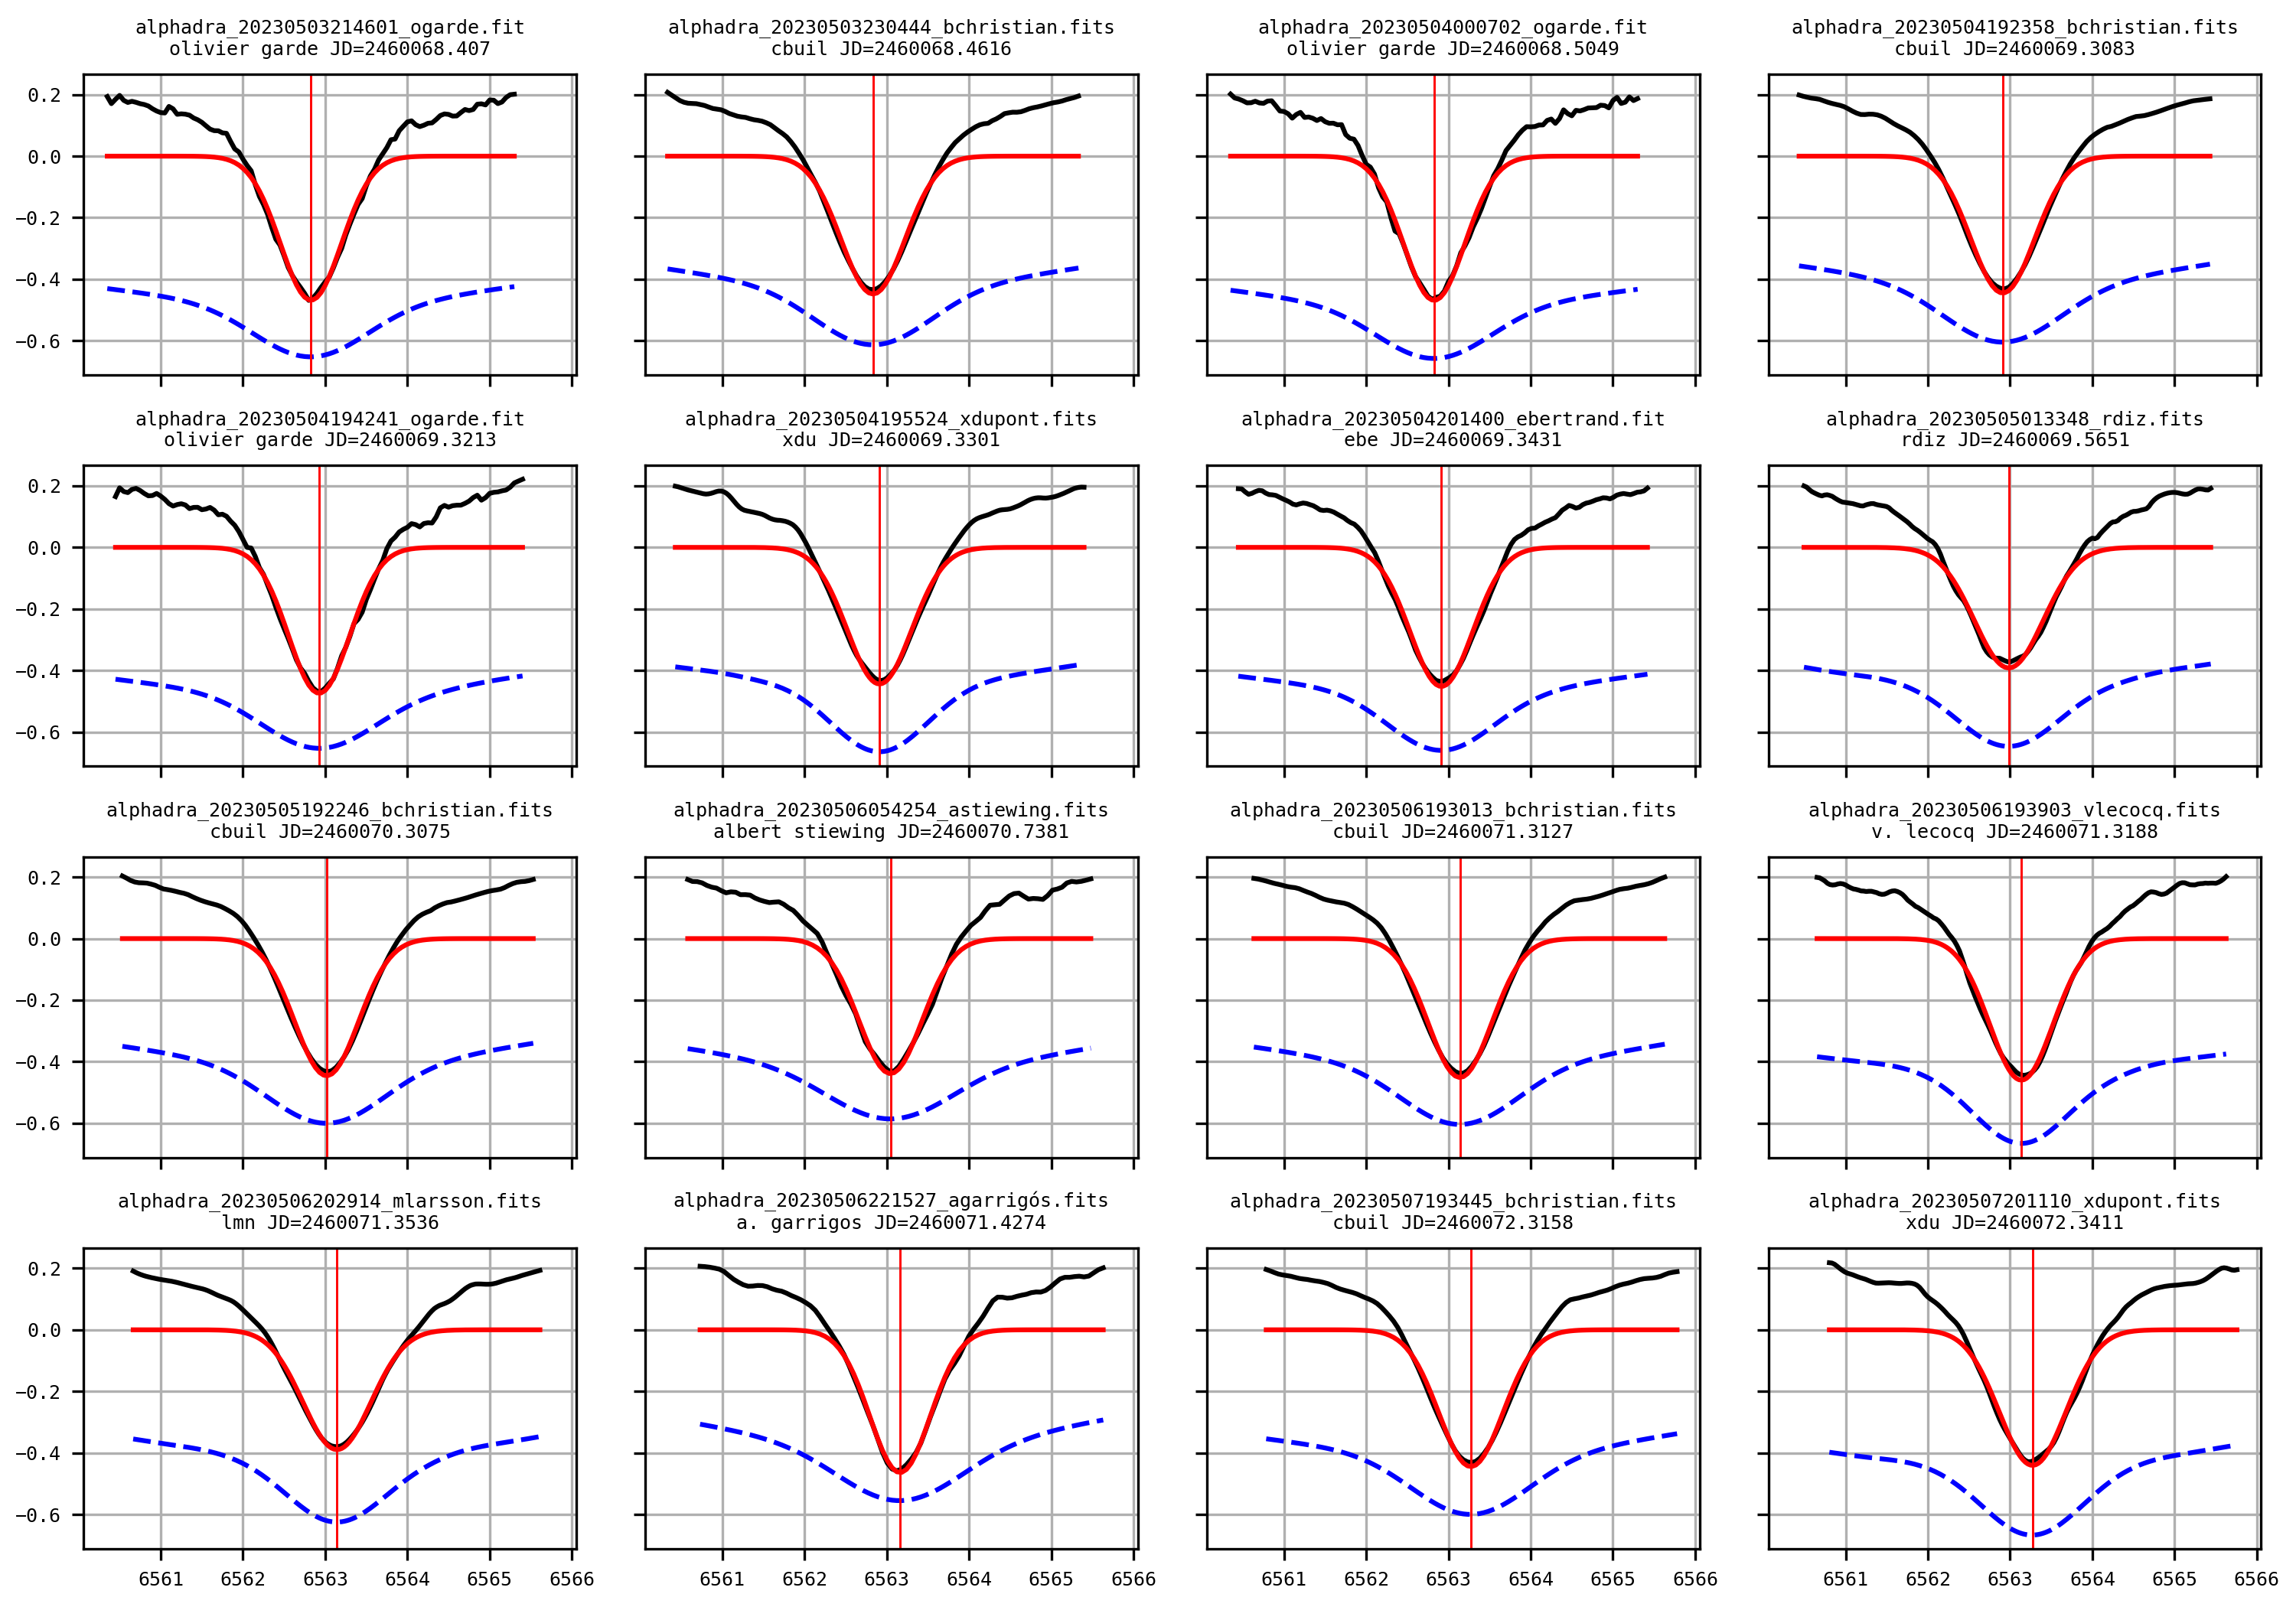 alphadra_20230503214601_ogarde.fit
olivier garde JD=2460068.407
alphadra_20230503230444_bchristian.fits
cbuil JD=2460068.4616
alphadra_20230504000702_ogarde.fit
olivier garde JD=2460068.5049
alphadra_20230504192358_bchristian.fits
cbuil JD=2460069.3083
0.2
0.0
−0.2
−0.4
−0.6
alphadra_20230504194241_ogarde.fit
olivier garde JD=2460069.3213
alphadra_20230504195524_xdupont.fits
xdu JD=2460069.3301
alphadra_20230504201400_ebertrand.fit
ebe JD=2460069.3431
alphadra_20230505013348_rdiz.fits
rdiz JD=2460069.5651
0.2
0.0
−0.2
−0.4
−0.6
alphadra_20230505192246_bchristian.fits
cbuil JD=2460070.3075
alphadra_20230506054254_astiewing.fits
albert stiewing JD=2460070.7381
alphadra_20230506193013_bchristian.fits
cbuil JD=2460071.3127
alphadra_20230506193903_vlecocq.fits
v. lecocq JD=2460071.3188
0.2
0.0
−0.2
−0.4
−0.6
alphadra_20230506202914_mlarsson.fits
lmn JD=2460071.3536
alphadra_20230506221527_agarrigós.fits
a. garrigos JD=2460071.4274
alphadra_20230507193445_bchristian.fits
cbuil JD=2460072.3158
alphadra_20230507201110_xdupont.fits
xdu JD=2460072.3411
0.2
0.0
−0.2
−0.4
−0.6
6561 6562 6563 6564 6565 6566
6561 6562 6563 6564 6565 6566
6561 6562 6563 6564 6565 6566
6561 6562 6563 6564 6565 6566